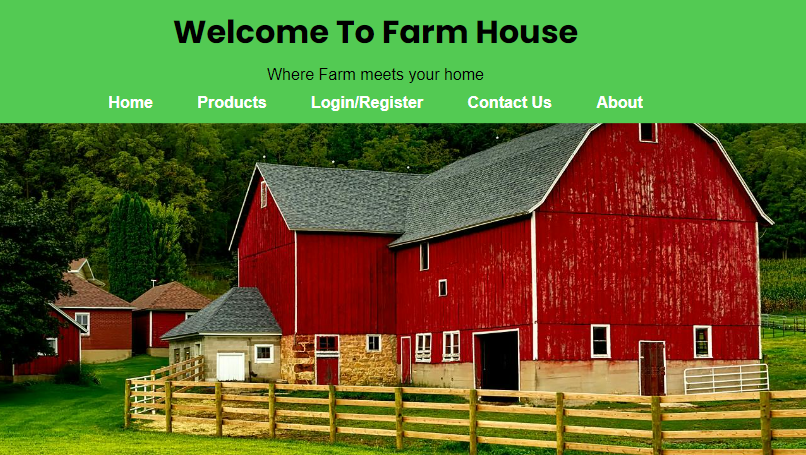 Welcome To Farm House
Where Farm meets your home
Home Products Login/Register Contact Us About